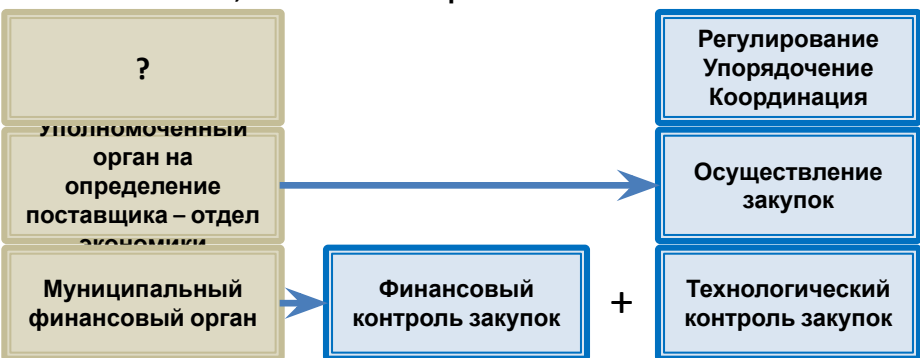 ?
Регулирование
Упорядочение
Координация
Уполномоченный
орган на
определение
поставщика – отдел
экономики
Осуществление
закупок
Муниципальный
финансовый орган
Финансовый
контроль закупок
+
Технологический
контроль закупок